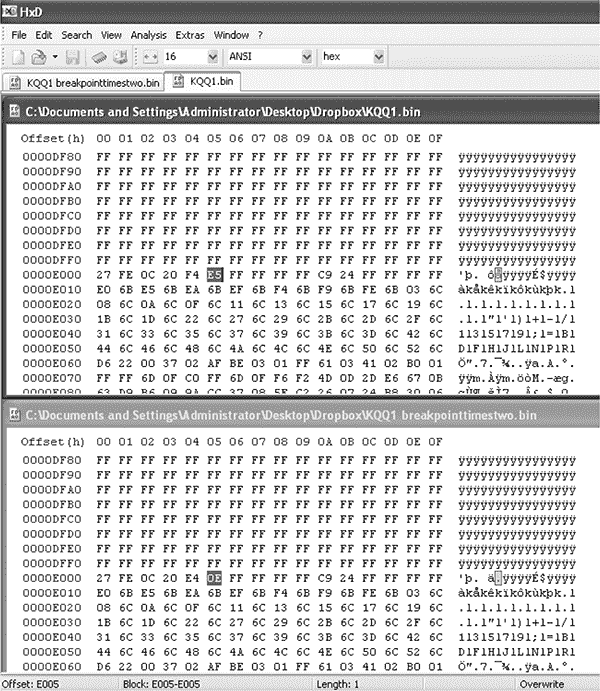 HxD
File Edit Search View Analysis Extras Window ?
16 ANSI hex
KQQ1 breakpointtimestwo.bin KQQ1.bin
C:\Documents and Settings\Administrator\Desktop\Dropbox\KQQ1.bin
Offset(h) 00 01 02 03 04 05 06 07 08 09 0A 0B 0C 0D 0E 0F
0000DF80 FF FF FF FF FF FF FF FF FF FF FF FF FF FF FF FF ÿÿÿÿÿÿÿÿÿÿÿÿÿÿÿÿ
0000DF90 FF FF FF FF FF FF FF FF FF FF FF FF FF FF FF FF ÿÿÿÿÿÿÿÿÿÿÿÿÿÿÿÿ
0000DFA0 FF FF FF FF FF FF FF FF FF FF FF FF FF FF FF FF ÿÿÿÿÿÿÿÿÿÿÿÿÿÿÿÿ
0000DFB0 FF FF FF FF FF FF FF FF FF FF FF FF FF FF FF FF ÿÿÿÿÿÿÿÿÿÿÿÿÿÿÿÿ
0000DFC0 FF FF FF FF FF FF FF FF FF FF FF FF FF FF FF FF ÿÿÿÿÿÿÿÿÿÿÿÿÿÿÿÿ
0000DFD0 FF FF FF FF FF FF FF FF FF FF FF FF FF FF FF FF ÿÿÿÿÿÿÿÿÿÿÿÿÿÿÿÿ
0000DFE0 FF FF FF FF FF FF FF FF FF FF FF FF FF FF FF FF ÿÿÿÿÿÿÿÿÿÿÿÿÿÿÿÿ
0000DFF0 FF FF FF FF FF FF FF FF FF FF FF FF FF FF FF FF ÿÿÿÿÿÿÿÿÿÿÿÿÿÿÿÿ
0000E000 27 FE 0C 20 F4 E5 FF FF FF FF C9 24 FF FF FF FF 'þ. ôåÿÿÿÿÉ$ÿÿÿÿ
0000E010 E0 6B E5 6B EA 6B EF 6B F4 6B F9 6B FE 6B 03 6C àkåkêkïkôkùkþk.l
0000E020 08 6C 0A 6C 0F 6C 11 6C 13 6C 15 6C 17 6C 19 6C .l.l.l.l.l.l.l.l
0000E030 1B 6C 1D 6C 22 6C 27 6C 29 6C 2B 6C 2D 6C 2F 6C .l.l"l'l)l+l-l/l
0000E040 31 6C 33 6C 35 6C 37 6C 39 6C 3B 6C 3D 6C 42 6C 1l3l5l7l9l;l=lBl
0000E050 44 6C 46 6C 48 6C 4A 6C 4C 6C 4E 6C 50 6C 52 6C DlFlHlJlLlNlPlRl
0000E060 D6 22 00 37 02 AF BE 03 01 FF 61 03 41 02 B0 01 Ö".7.¯¾..ÿa.A.°.
0000E070 FF FF 6D 0F C0 FF 6D 0F F6 F2 4D 0D 2D E6 67 0B ÿÿm.Àÿm.öòM.-æg.
C:\Documents and Settings\Administrator\Desktop\Dropbox\KQQ1 breakpointtimestwo.bin
Offset(h) 00 01 02 03 04 05 06 07 08 09 0A 0B 0C 0D 0E 0F
0000DF80 FF FF FF FF FF FF FF FF FF FF FF FF FF FF FF FF ÿÿÿÿÿÿÿÿÿÿÿÿÿÿÿÿ
0000DF90 FF FF FF FF FF FF FF FF FF FF FF FF FF FF FF FF ÿÿÿÿÿÿÿÿÿÿÿÿÿÿÿÿ
0000DFA0 FF FF FF FF FF FF FF FF FF FF FF FF FF FF FF FF ÿÿÿÿÿÿÿÿÿÿÿÿÿÿÿÿ
0000DFB0 FF FF FF FF FF FF FF FF FF FF FF FF FF FF FF FF ÿÿÿÿÿÿÿÿÿÿÿÿÿÿÿÿ
0000DFC0 FF FF FF FF FF FF FF FF FF FF FF FF FF FF FF FF ÿÿÿÿÿÿÿÿÿÿÿÿÿÿÿÿ
0000DFD0 FF FF FF FF FF FF FF FF FF FF FF FF FF FF FF FF ÿÿÿÿÿÿÿÿÿÿÿÿÿÿÿÿ
0000DFE0 FF FF FF FF FF FF FF FF FF FF FF FF FF FF FF FF ÿÿÿÿÿÿÿÿÿÿÿÿÿÿÿÿ
0000DFF0 FF FF FF FF FF FF FF FF FF FF FF FF FF FF FF FF ÿÿÿÿÿÿÿÿÿÿÿÿÿÿÿÿ
0000E000 27 FE 0C 20 E4 0E FF FF FF FF C9 24 FF FF FF FF 'þ. ä.ÿÿÿÿÉ$ÿÿÿÿ
0000E010 E0 6B E5 6B EA 6B EF 6B F4 6B F9 6B FE 6B 03 6C àkåkêkïkôkùkþk.l
0000E020 08 6C 0A 6C 0F 6C 11 6C 13 6C 15 6C 17 6C 19 6C .l.l.l.l.l.l.l.l
0000E030 1B 6C 1D 6C 22 6C 27 6C 29 6C 2B 6C 2D 6C 2F 6C .l.l"l'l)l+l-l/l
0000E040 31 6C 33 6C 35 6C 37 6C 39 6C 3B 6C 3D 6C 42 6C 1l3l5l7l9l;l=lBl
0000E050 44 6C 46 6C 48 6C 4A 6C 4C 6C 4E 6C 50 6C 52 6C DlFlHlJlLlNlPlRl
0000E060 D6 22 00 37 02 AF BE 03 01 FF 61 03 41 02 B0 01 Ö".7.¯¾..ÿa.A.°.
Offset: E005 Block: E005-E005 Length: 1 Overwrite